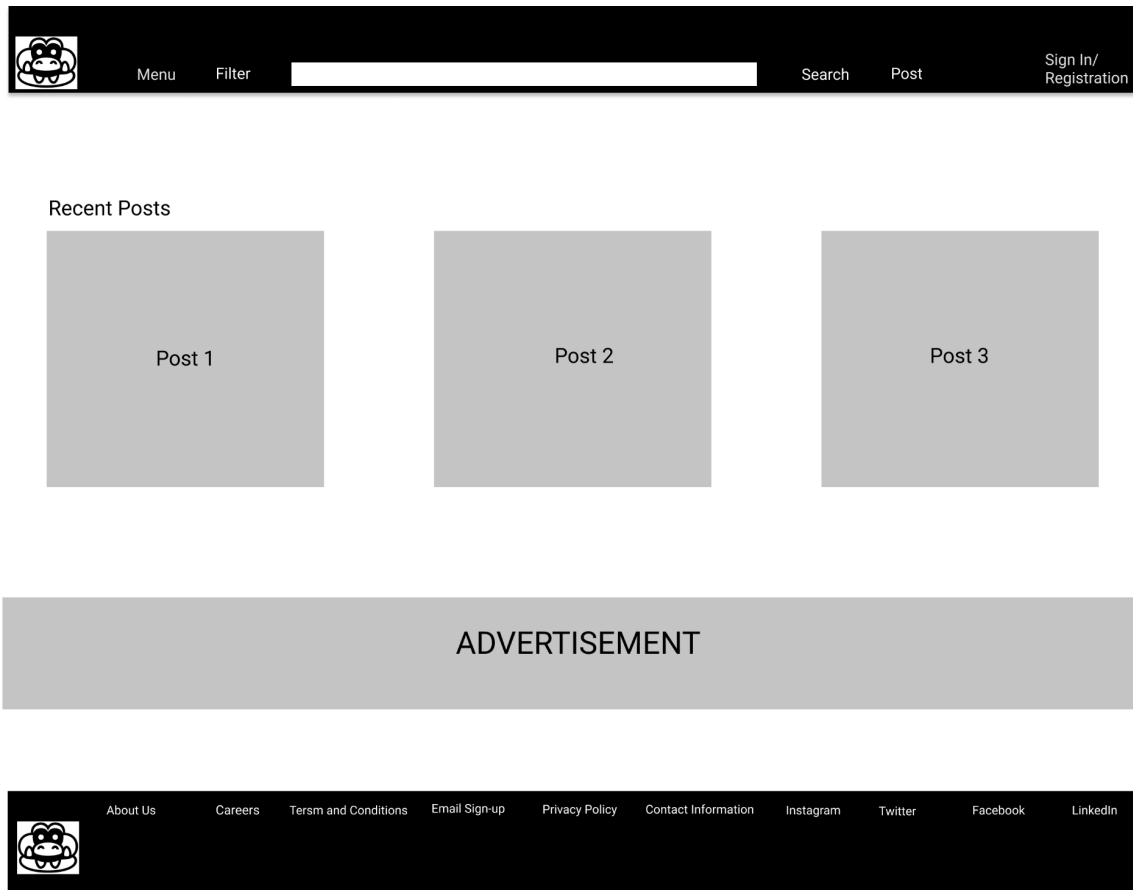 Menu
Filter
Search
Post
Sign In/
Registration
Recent Posts
Post 1
Post 2
Post 3
ADVERTISEMENT
About Us
Careers
Tersm and Conditions
Email Sign-up
Privacy Policy
Contact Information
Instagram
Twitter
Facebook
LinkedIn